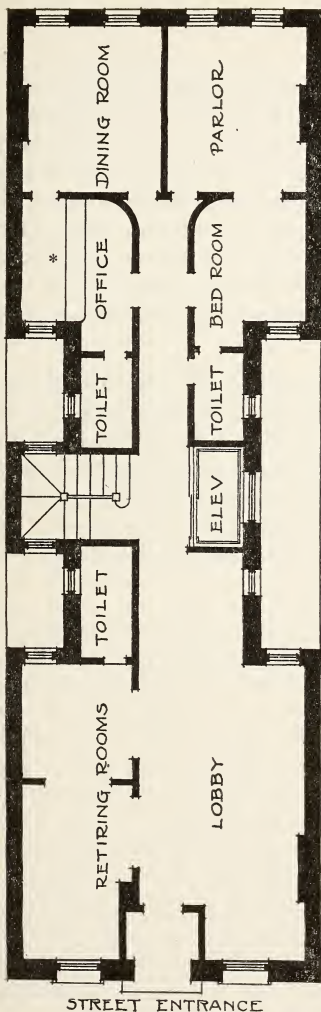 DINING ROOM
PARLOR
*
OFFICE
BED ROOM
TOILET
TOILET
ELEV
TOILET
RETIRING ROOMS
LOBBY
STREET ENTRANCE